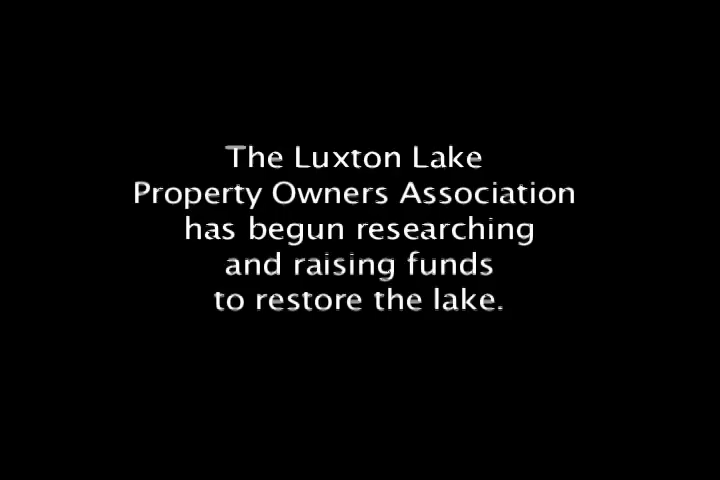 The Luxton Lake
Property Owners Association
has begun researching
and raising funds
to restore the lake.